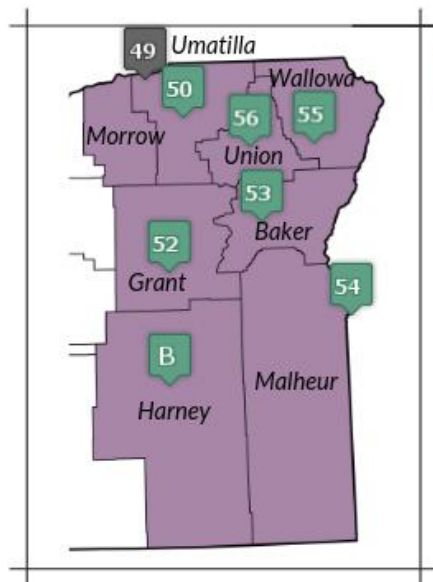 49 Umatilla
50
Wallowa
55
56
Morrow
Union
53
Baker
52
Grant
54
B
Malheur
Harney